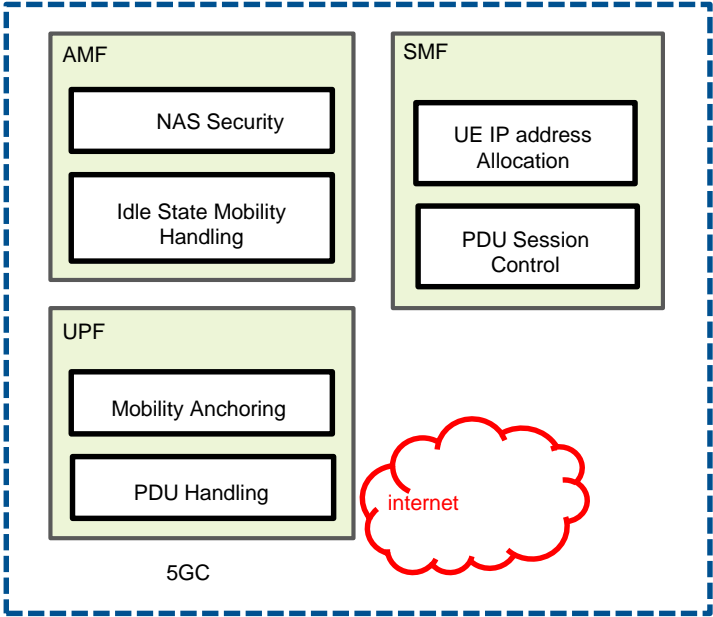 AMF
NAS Security
Idle State Mobility
Handling
SMF
UE IP address
Allocation
PDU Session
Control
UPF
Mobility Anchoring
PDU Handling
internet
5GC